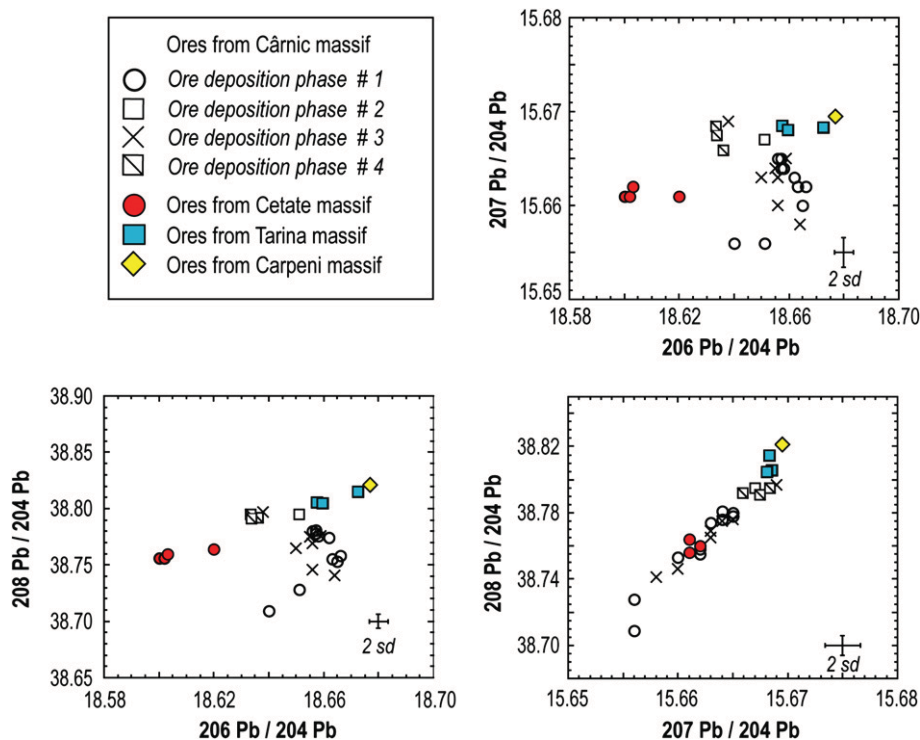 Ores from Cârnic massif
Ore deposition phase # 1
Ore deposition phase # 2
Ore deposition phase # 3
Ore deposition phase # 4
Ores from Cetate massif
Ores from Tarina massif
Ores from Carpeni massif
15.68
15.67
15.66
15.65
207 Pb / 204 Pb
2 sd
18.58
18.62
18.66
18.70
206 Pb / 204 Pb
38.90
38.85
38.80
38.75
38.70
38.65
208 Pb / 204 Pb
2 sd
18.58
18.62
18.66
18.70
206 Pb / 204 Pb
38.82
38.78
38.74
38.70
208 Pb / 204 Pb
2 sd
15.65
15.66
15.67
15.68
207 Pb / 204 Pb